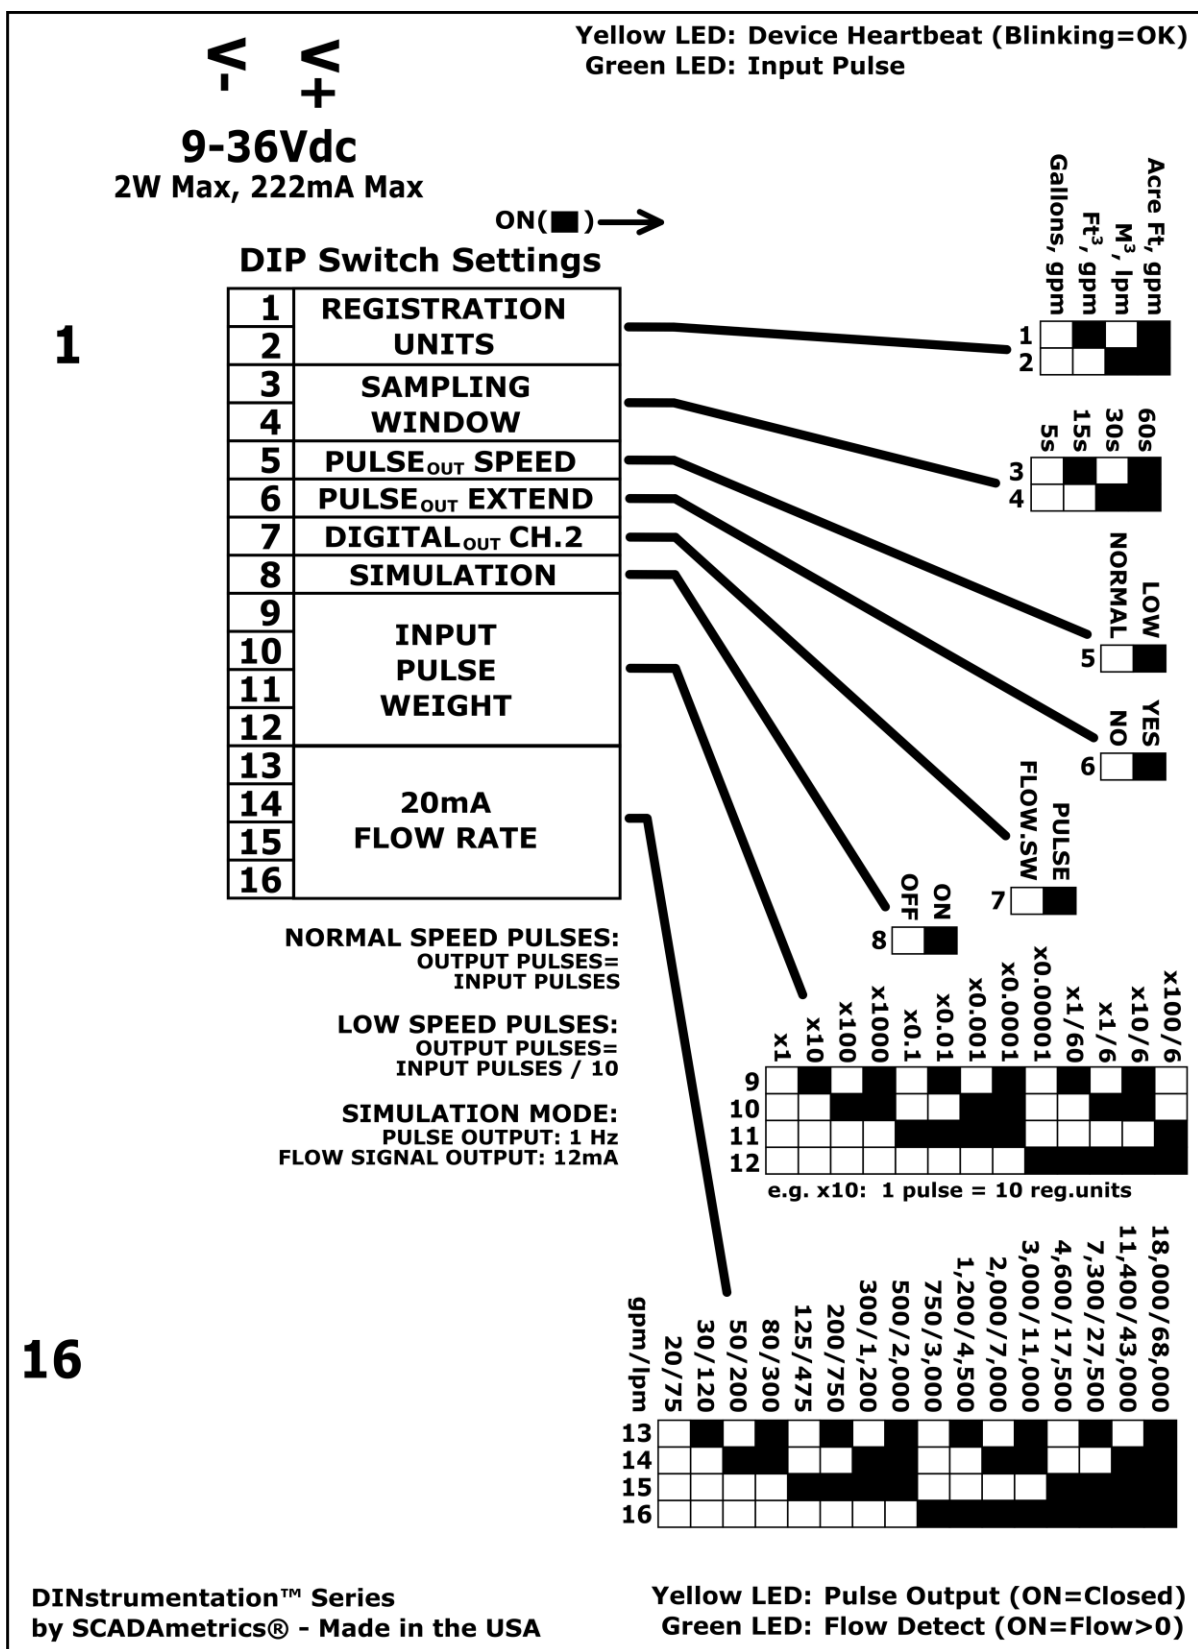 Yellow LED: Device Heartbeat (Blinking=OK)
Green LED: Input Pulse
V- V+
9-36Vdc
2W Max, 222mA Max
ON(■)
DIP Switch Settings
1
1 REGISTRATION
2 UNITS
3 SAMPLING
4 WINDOW
5 PULSEOUT SPEED
6 PULSEOUT EXTEND
7 DIGITALOUT CH.2
8 SIMULATION
9
10
11
12
INPUT
PULSE
WEIGHT
13
14
15
16
20mA
FLOW RATE
Gallons, gpm
Ft³, gpm
M³, lpm
Acre Ft, gpm
1
2
5s
15s
30s
60s
3
4
NORMAL
LOW
5
NO
YES
6
FLOW.SW
PULSE
7
OFF
ON
8
NORMAL SPEED PULSES:
OUTPUT PULSES=
INPUT PULSES
LOW SPEED PULSES:
OUTPUT PULSES=
INPUT PULSES / 10
SIMULATION MODE:
PULSE OUTPUT: 1 Hz
FLOW SIGNAL OUTPUT: 12mA
x1
x10
x100
x1000
x0.1
x0.01
x0.001
x0.0001
x0.00001
x1/60
x1/6
x10/6
x100/6
9
10
11
12
e.g. x10: 1 pulse = 10 reg.units
16
gpm/lpm
20/75
30/120
50/200
80/300
125/475
200/750
300/1,200
500/2,000
750/3,000
1,200/4,500
2,000/7,000
3,000/11,000
4,600/17,500
7,300/27,500
11,400/43,000
18,000/68,000
13
14
15
16
DINstrumentation™ Series
by SCADAmetrics® - Made in the USA
Yellow LED: Pulse Output (ON=Closed)
Green LED: Flow Detect (ON=Flow>0)